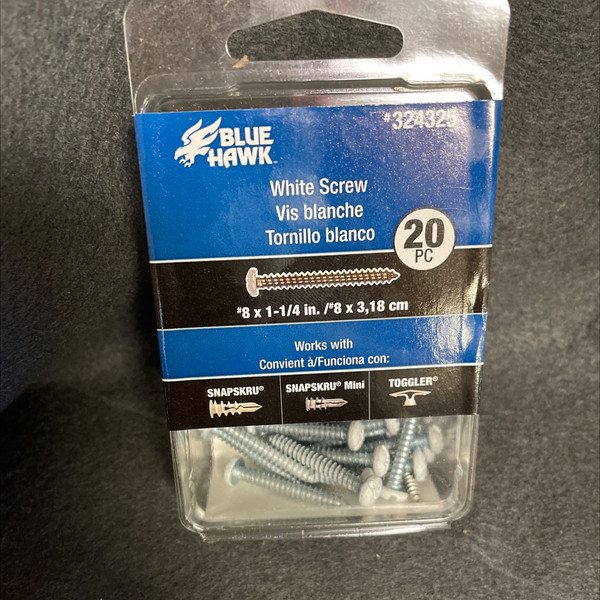 #324325
BLUE
HAWK™
White Screw
Vis blanche
Tornillo blanco
20
PC
#8 x 1-1/4 in. /#8 x 3,18 cm
Works with
Convient à/Funciona con:
SNAPSKRU® SNAPSKRU® Mini TOGGLER®